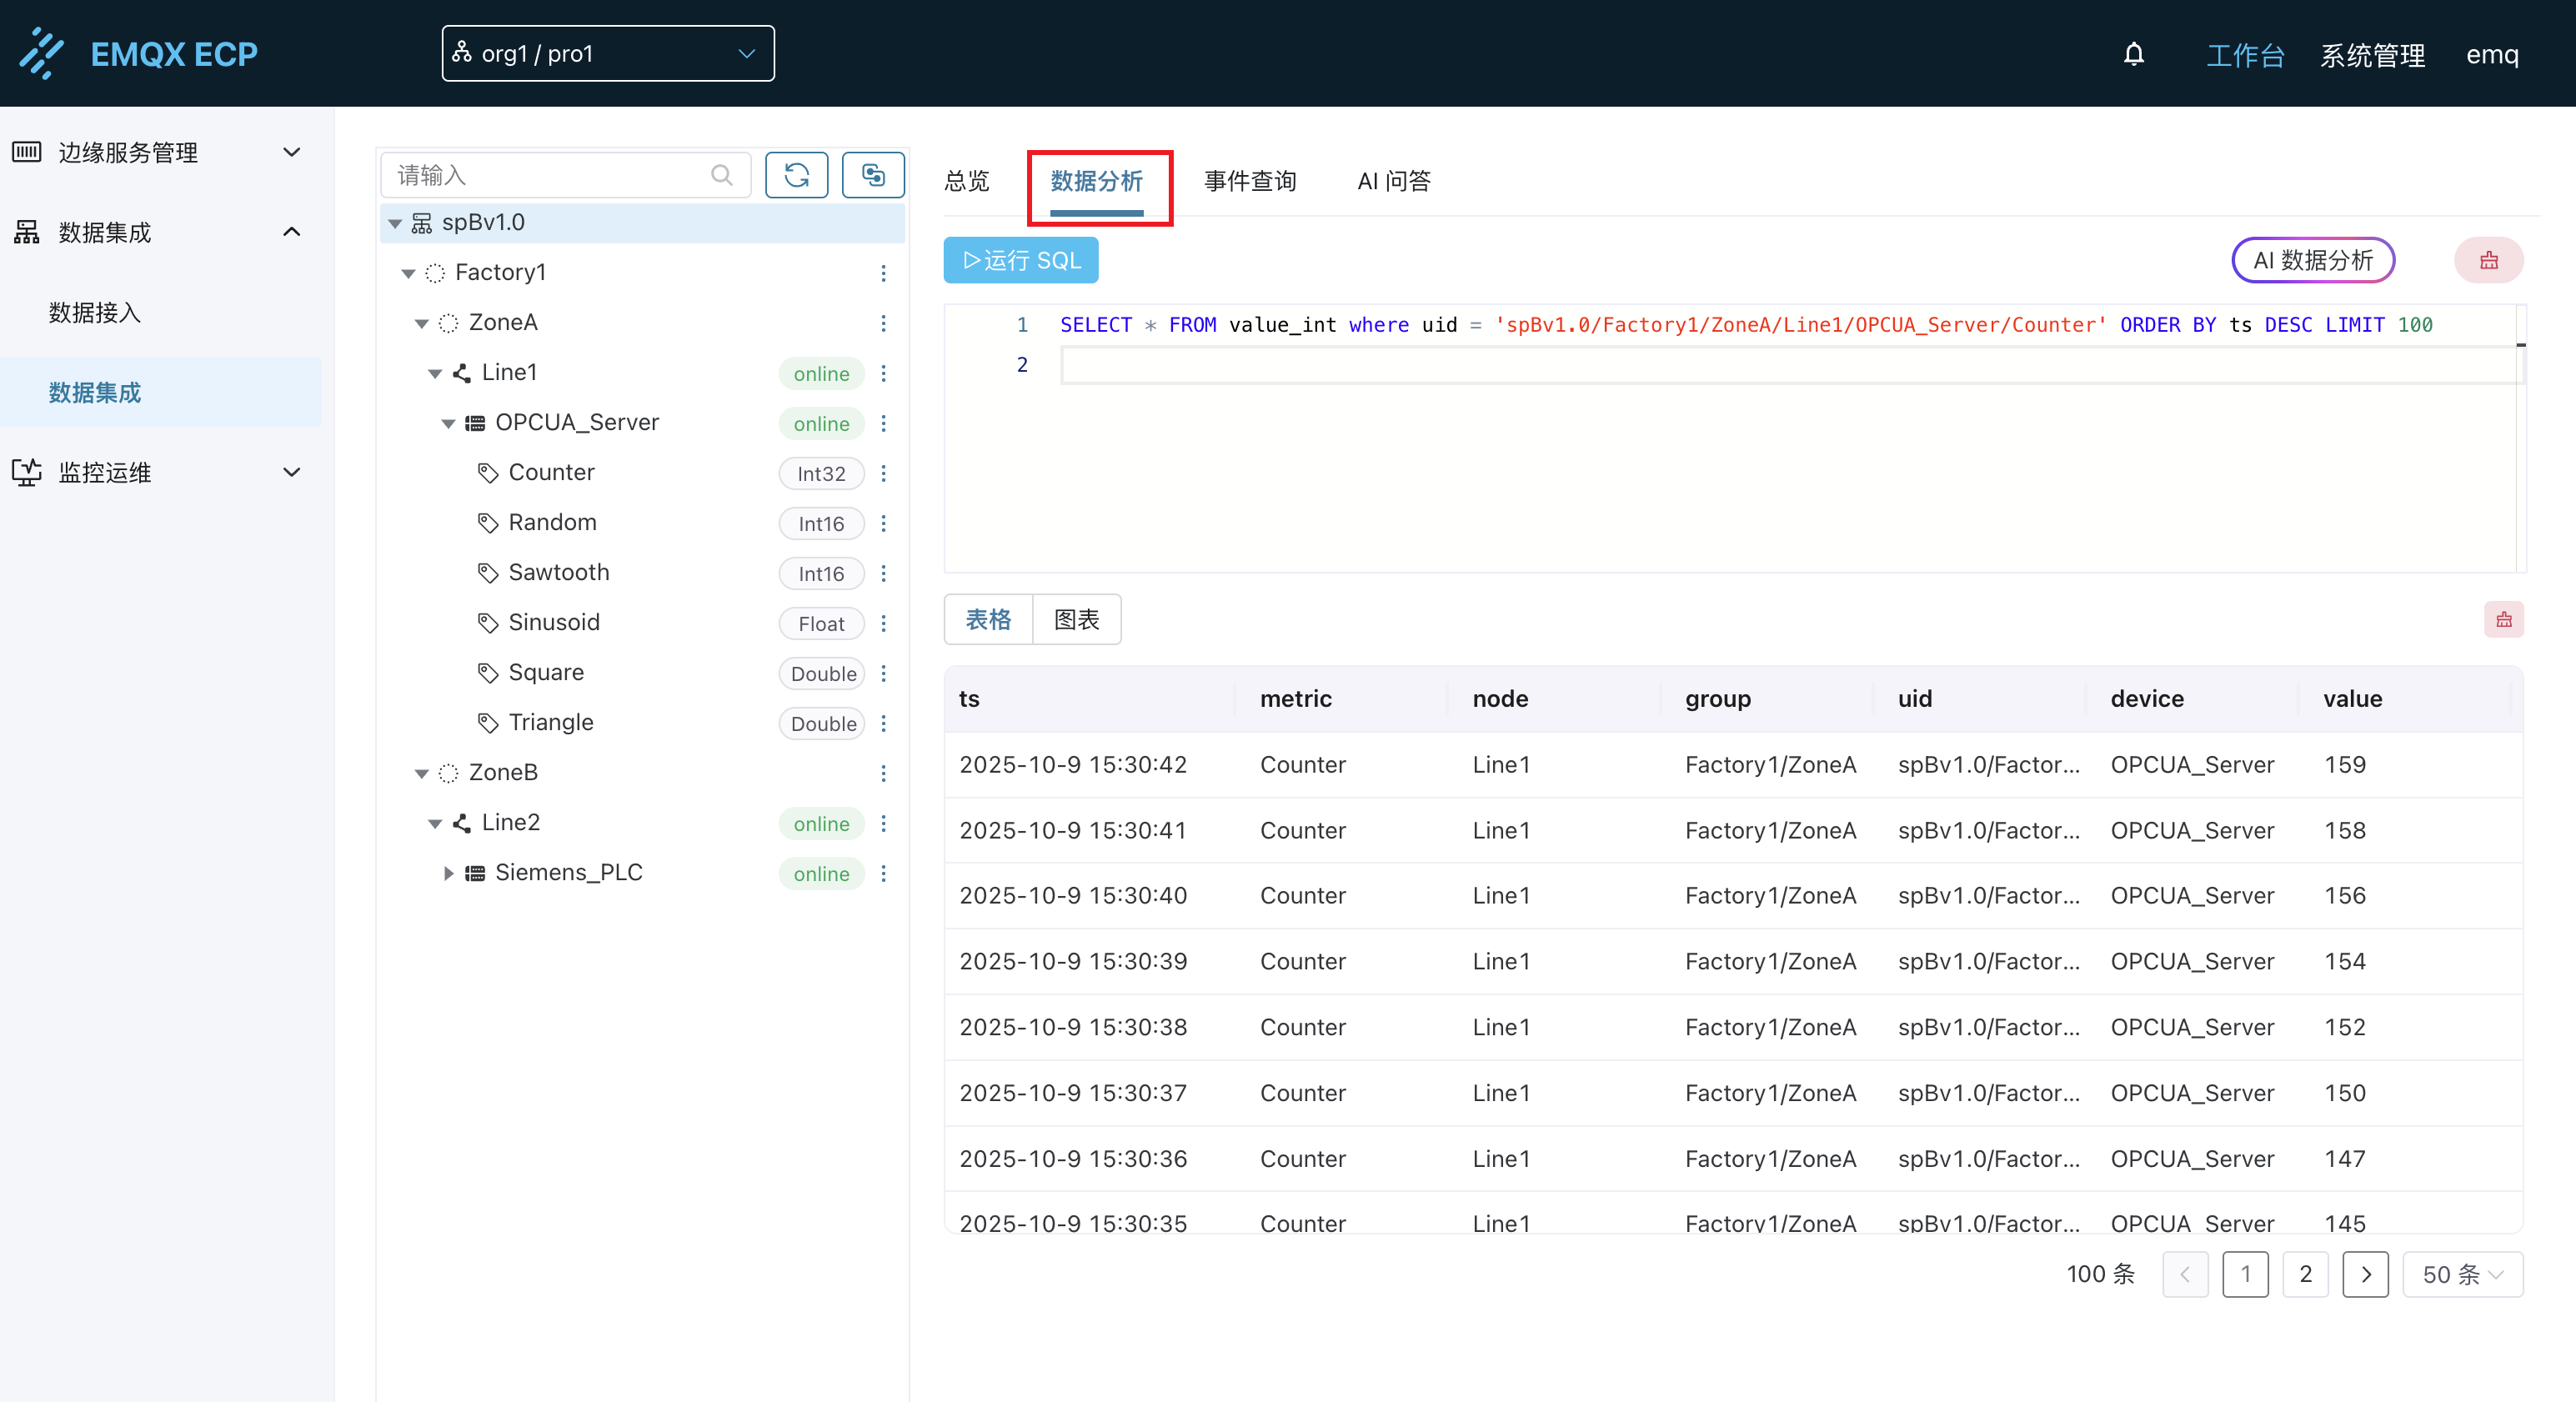 EMQX ECP
org1 / pro1
工作台
系统管理
emq
边缘服务管理
数据集成
数据接入
数据集成
监控运维
请输入
spBv1.0
Factory1
ZoneA
Line1 online
OPCUA_Server online
Counter Int32
Random Int16
Sawtooth Int16
Sinusoid Float
Square Double
Triangle Double
ZoneB
Line2 online
Siemens_PLC online
总览 数据分析 事件查询 AI 问答
运行 SQL
AI 数据分析
1 SELECT * FROM value_int where uid = 'spBv1.0/Factory1/ZoneA/Line1/OPCUA_Server/Counter' ORDER BY ts DESC LIMIT 100
2
表格 图表
ts metric node group uid device value
2025-10-9 15:30:42 Counter Line1 Factory1/ZoneA spBv1.0/Factor... OPCUA_Server 159
2025-10-9 15:30:41 Counter Line1 Factory1/ZoneA spBv1.0/Factor... OPCUA_Server 158
2025-10-9 15:30:40 Counter Line1 Factory1/ZoneA spBv1.0/Factor... OPCUA_Server 156
2025-10-9 15:30:39 Counter Line1 Factory1/ZoneA spBv1.0/Factor... OPCUA_Server 154
2025-10-9 15:30:38 Counter Line1 Factory1/ZoneA spBv1.0/Factor... OPCUA_Server 152
2025-10-9 15:30:37 Counter Line1 Factory1/ZoneA spBv1.0/Factor... OPCUA_Server 150
2025-10-9 15:30:36 Counter Line1 Factory1/ZoneA spBv1.0/Factor... OPCUA_Server 147
2025-10-9 15:30:35 Counter Line1 Factory1/ZoneA spBv1.0/Factor... OPCUA_Server 145
100 条 1 2 50 条